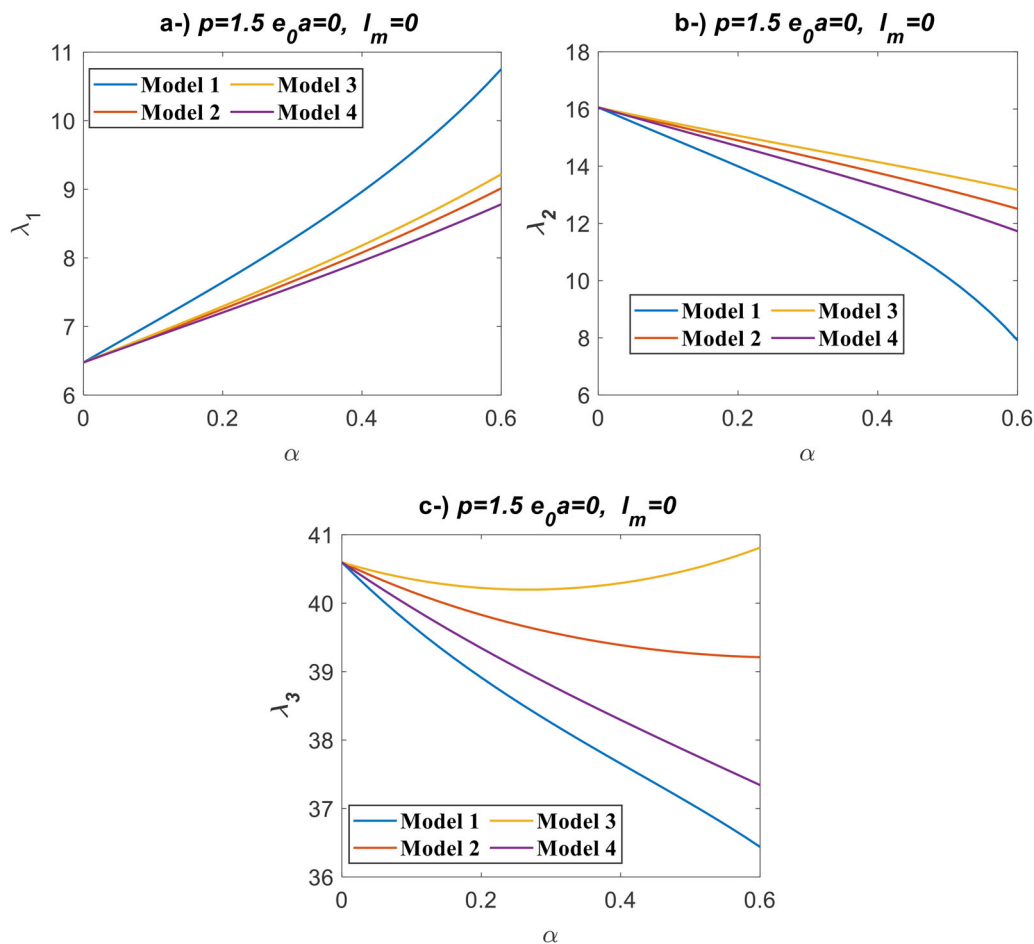 a-) p=1.5 e₀a=0, lₘ=0
11
10
9
8
7
6
λ₁
Model 1 Model 3
Model 2 Model 4
0 0.2 0.4 0.6
α
b-) p=1.5 e₀a=0, lₘ=0
18
16
14
12
10
8
6
λ₂
Model 1 Model 3
Model 2 Model 4
0 0.2 0.4 0.6
α
c-) p=1.5 e₀a=0, lₘ=0
41
40
39
38
37
36
λ₃
Model 1 Model 3
Model 2 Model 4
0 0.2 0.4 0.6
α